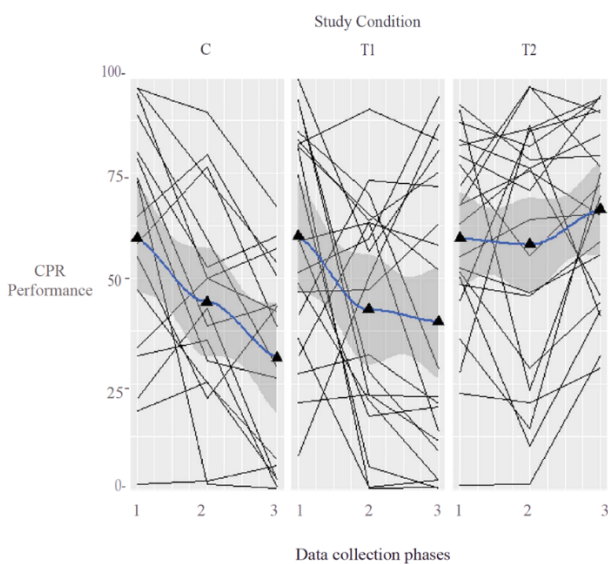 Study Condition
C T1 T2
100-
75-
CPR
Performance
50
25
0-
1 2 3 1 2 3 1 2 3
Data collection phases